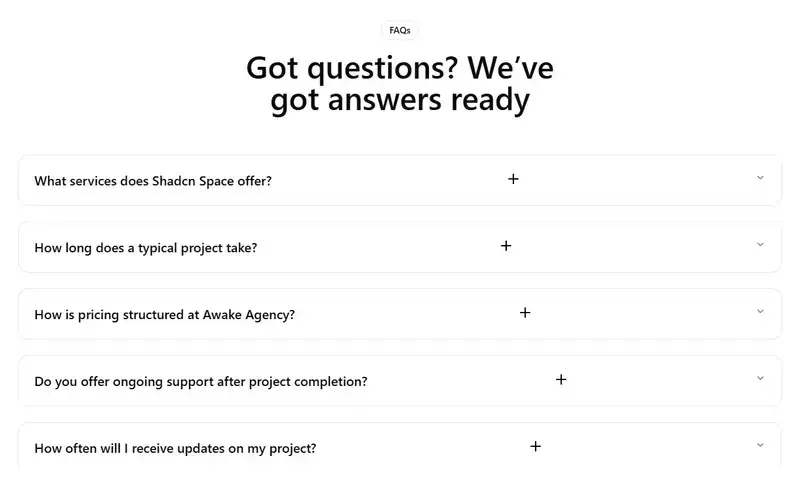 FAQs
Got questions? We’ve
got answers ready
What services does Shadcn Space offer?
How long does a typical project take?
How is pricing structured at Awake Agency?
Do you offer ongoing support after project completion?
How often will I receive updates on my project?